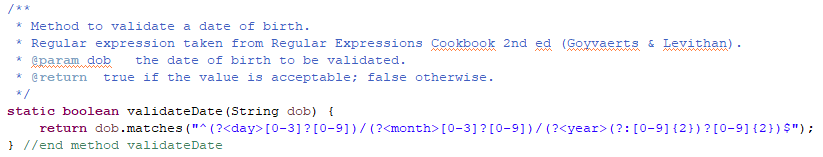 /**
 * Method to validate a date of birth.
 * Regular expression taken from Regular Expressions Cookbook 2nd ed (Goyvaerts & Levithan).
 * @param dob   the date of birth to be validated.
 * @return  true if the value is acceptable; false otherwise.
 */
static boolean validateDate(String dob) {
    return dob.matches("^(?<day>[0-3]?[0-9])/(?<month>[0-3]?[0-9])/(?<year>(?:[0-9]{2})?[0-9]{2})$");
} //end method validateDate